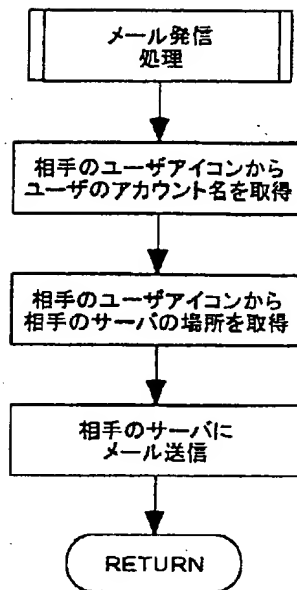 メール発信
処理
相手のユーザアイコンから
ユーザのアカウント名を取得
相手のユーザアイコンから
相手のサーバの場所を取得
相手のサーバに
メール送信
RETURN